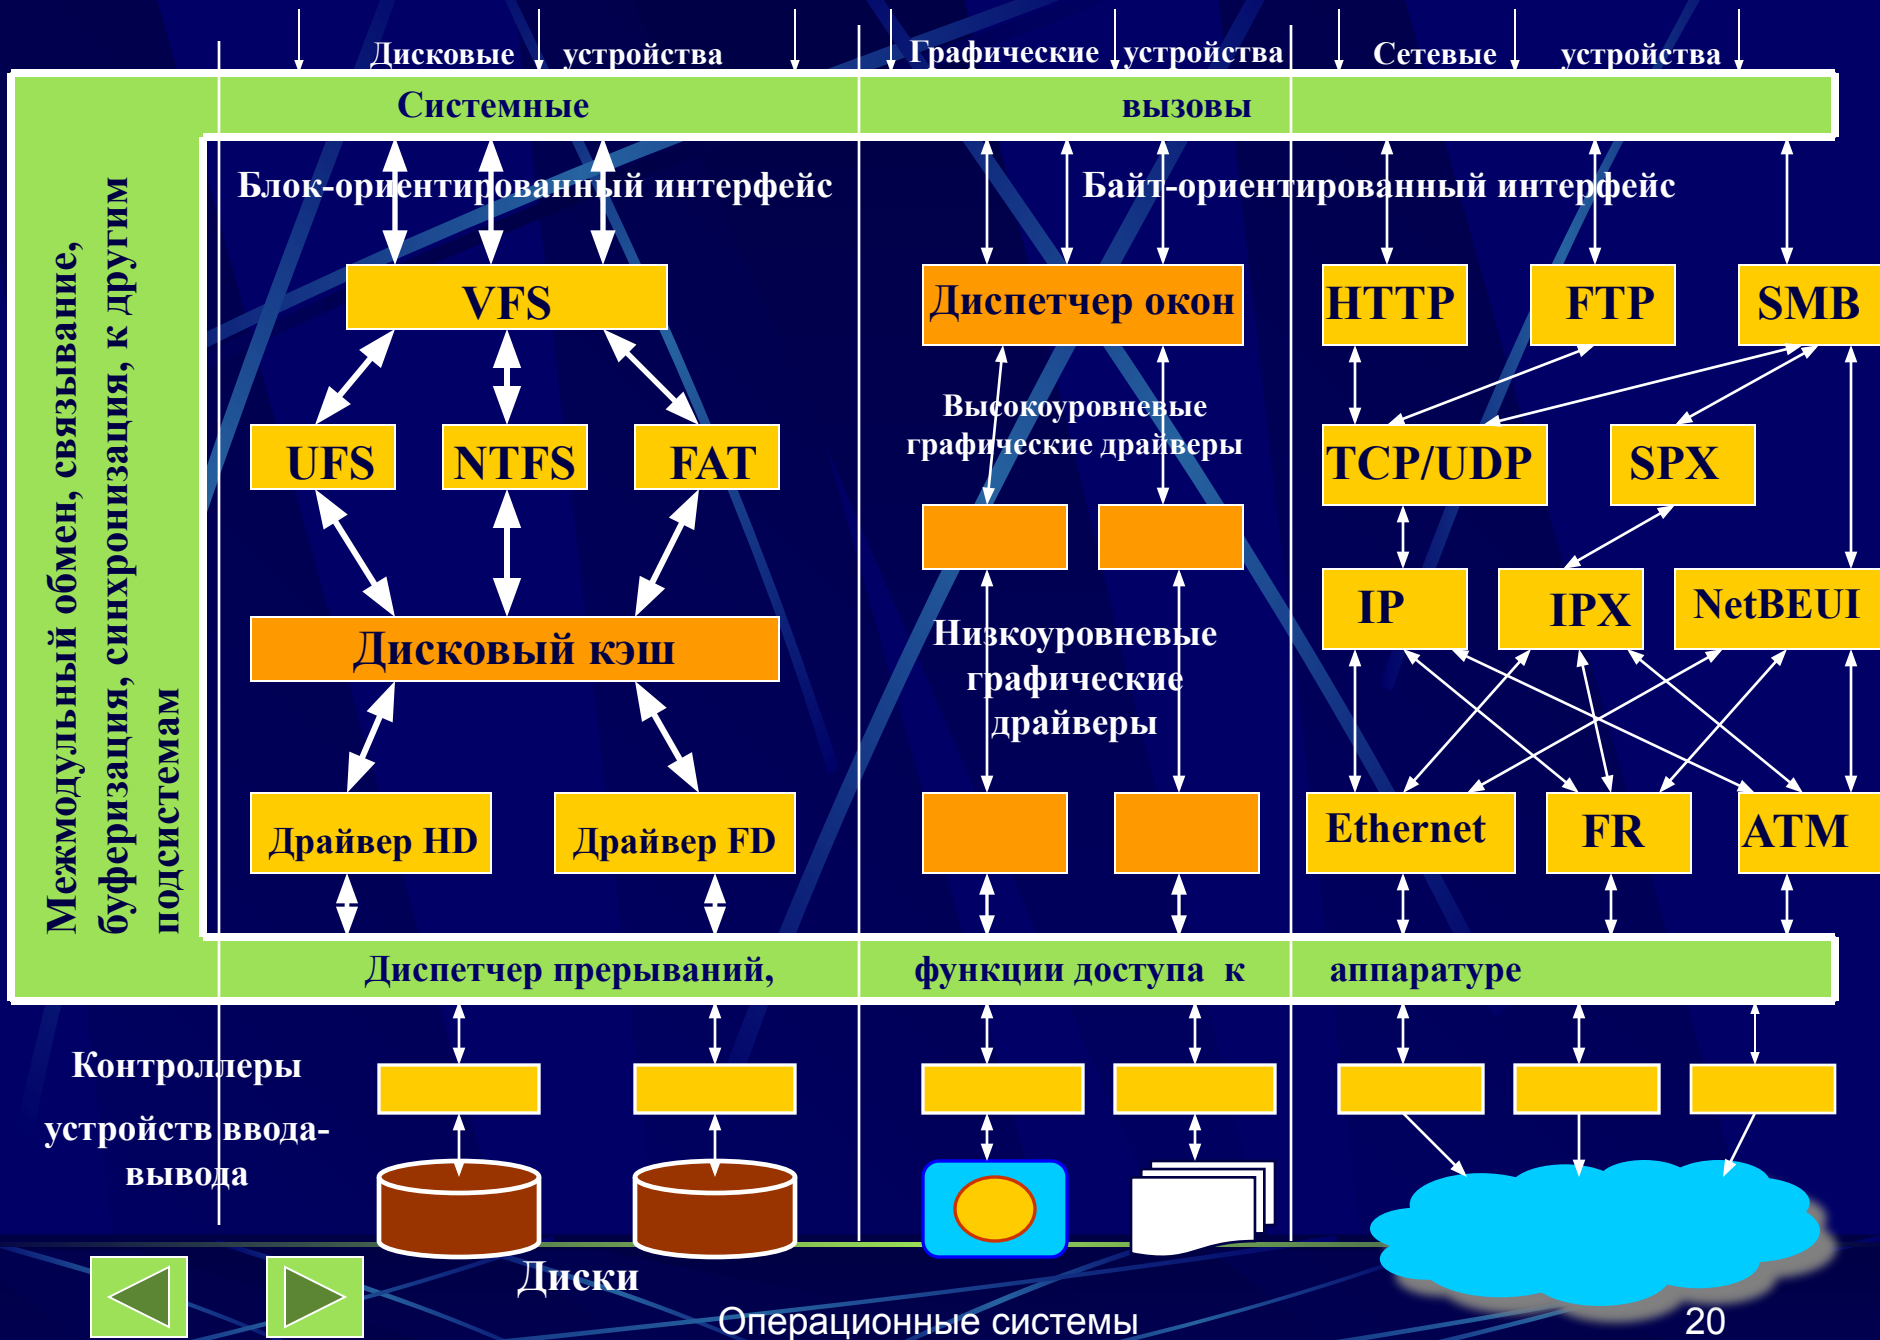 Дисковые устройства
Графические устройства
Сетевые устройства
Системные вызовы
Межмодульный обмен, связывание,
буферизация, синхронизация, к другим
подсистемам
Блок-ориентированный интерфейс
Байт-ориентированный интерфейс
VFS
Диспетчер окон
HTTP
FTP
SMB
Высокоуровневые
графические драйверы
UFS
NTFS
FAT
TCP/UDP
SPX
IP
IPX
NetBEUI
Дисковый кэш
Низкоуровневые
графические
драйверы
Драйвер HD
Драйвер FD
Ethernet
FR
ATM
Диспетчер прерываний, функции доступа к аппаратуре
Контроллеры
устройств ввода-
вывода
Диски
Операционные системы
20